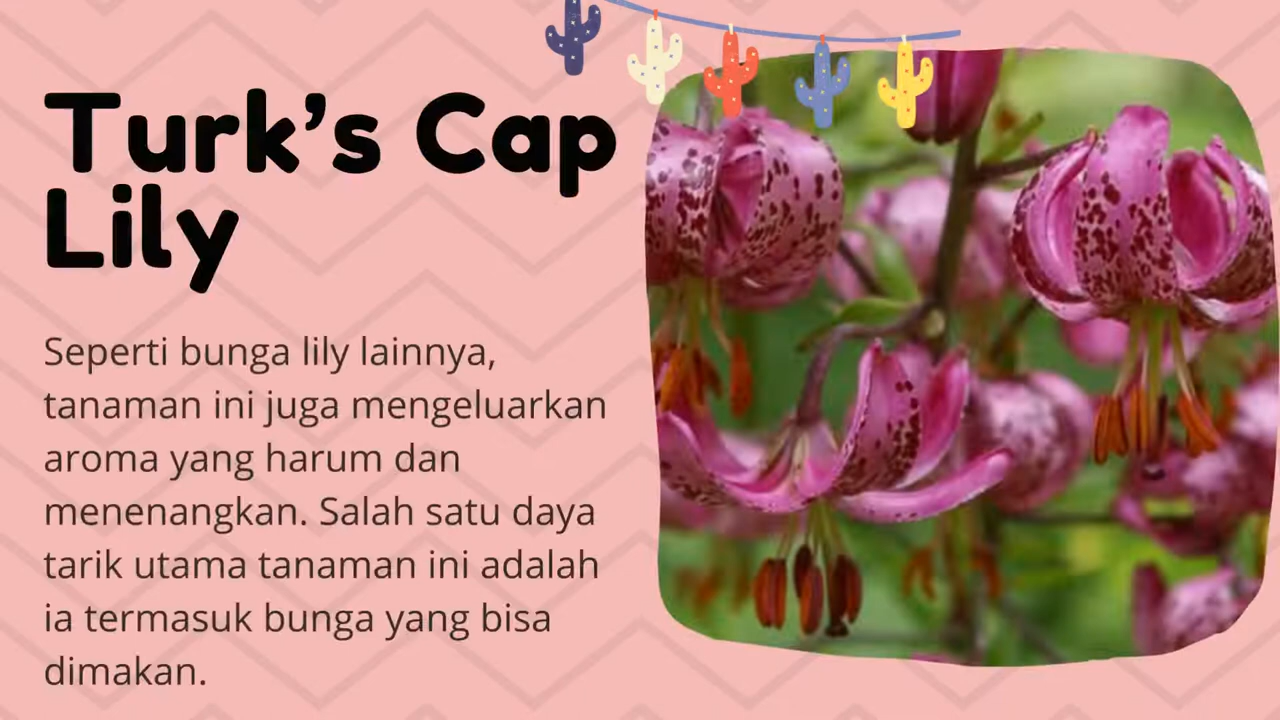 Turk’s Cap
Lily
Seperti bunga lily lainnya,
tanaman ini juga mengeluarkan
aroma yang harum dan
menenangkan. Salah satu daya
tarik utama tanaman ini adalah
ia termasuk bunga yang bisa
dimakan.